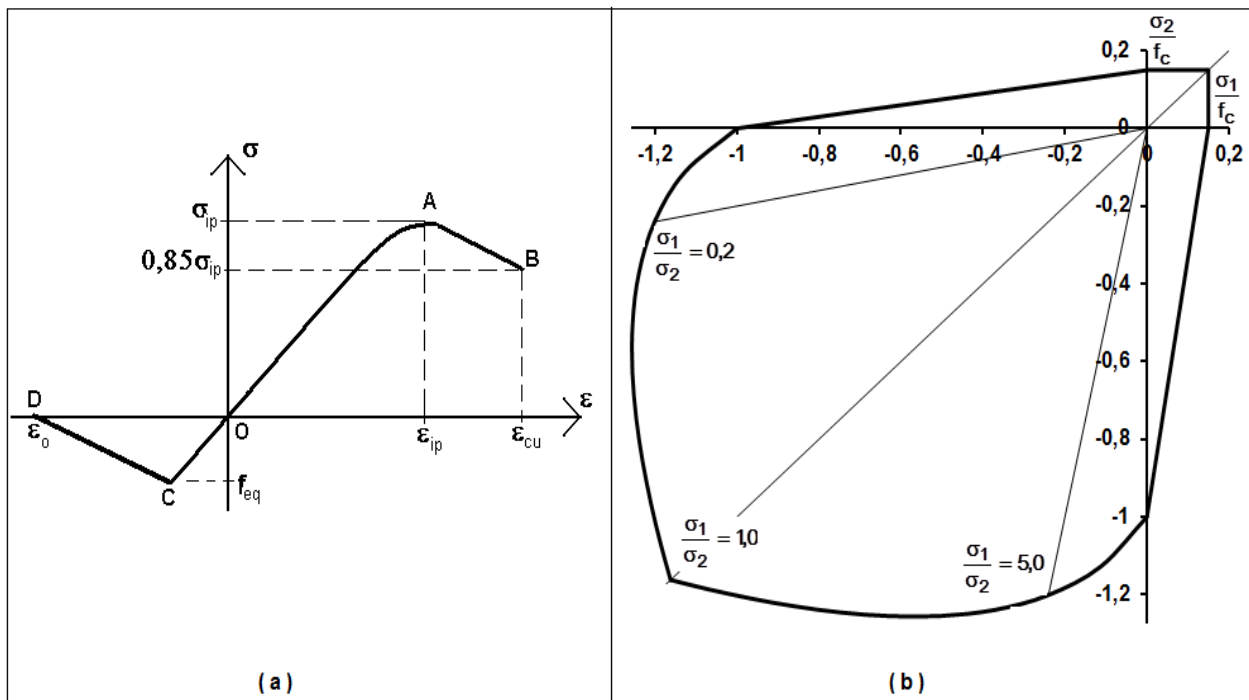 σ
σip
A
0,85σip
B
D
εo
O
εip
εcu
ε
C
feq
( a )
0,2
σ2
fc
σ1
fc
0
-1,2
-1
-0,8
-0,6
-0,4
-0,2
0
0,2
-0,2
σ1
σ2
=0,2
-0,4
-0,6
-0,8
-1
σ1
σ2
=1,0
σ1
σ2
=5,0
-1,2
( b )